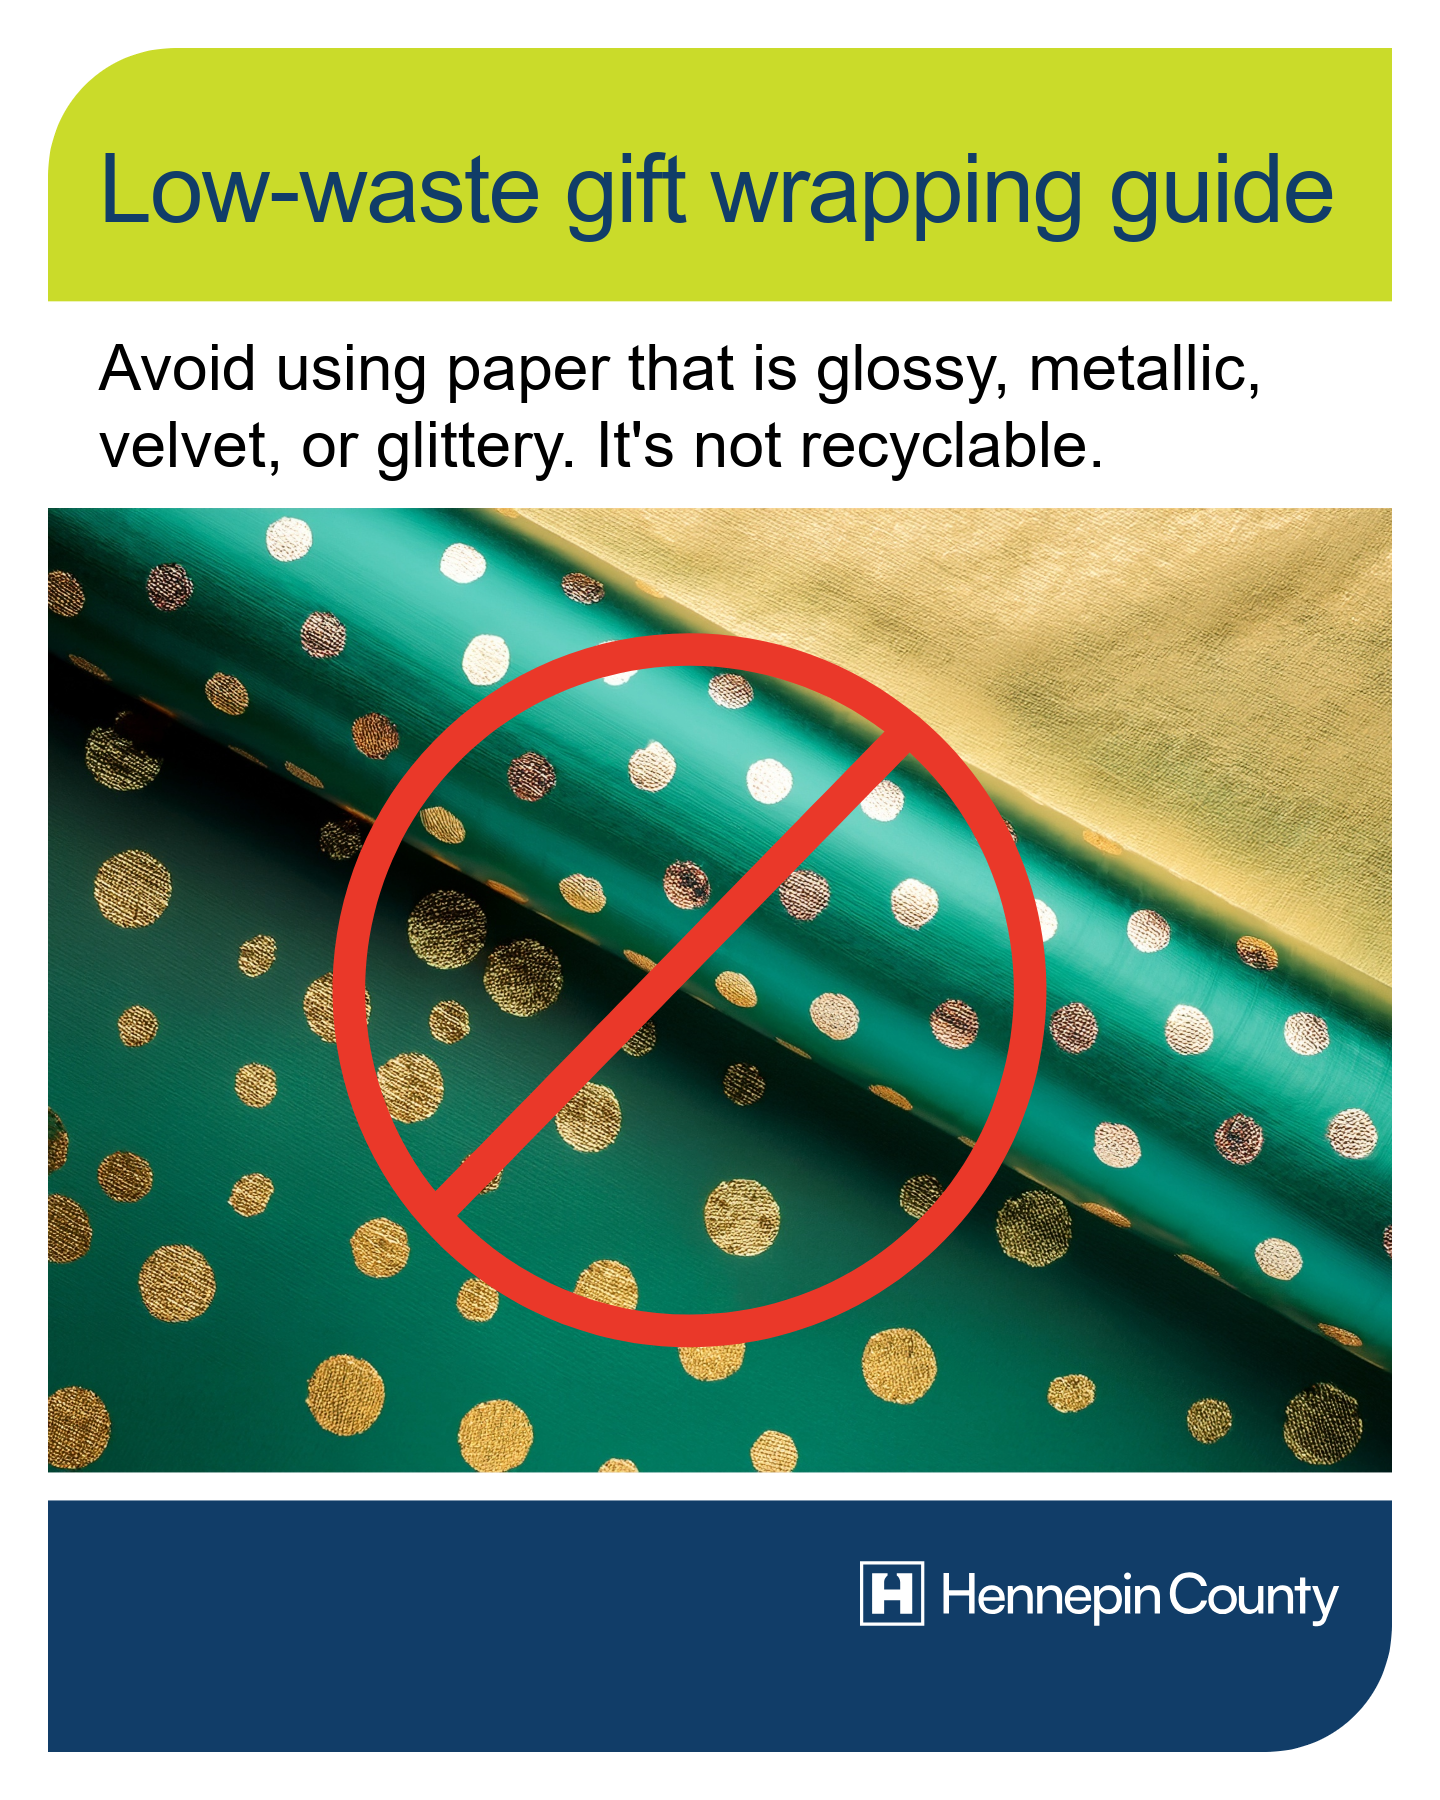 Low-waste gift wrapping guide
Avoid using paper that is glossy, metallic,
velvet, or glittery. It's not recyclable.
H Hennepin County